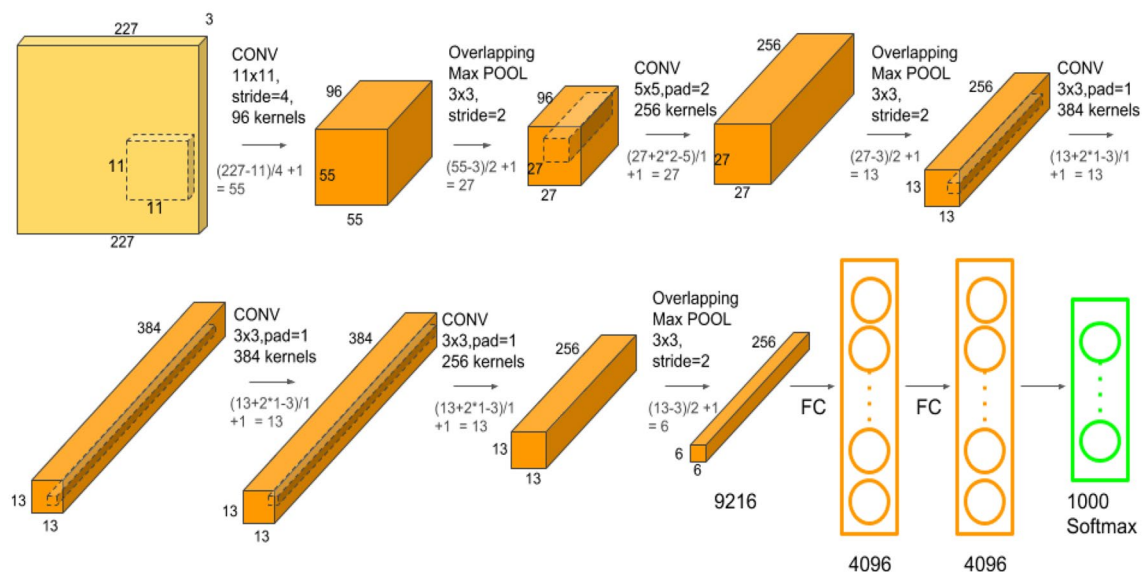 227
3
11
11
227
CONV
11x11,
stride=4,
96 kernels
(227-11)/4 +1
= 55
96
55
55
Overlapping
Max POOL
3x3,
stride=2
(55-3)/2 +1
= 27
96
27
27
CONV
5x5,pad=2
256 kernels
(27+2*2-5)/1
+1 = 27
256
27
27
Overlapping
Max POOL
3x3,
stride=2
(27-3)/2 +1
= 13
256
13
13
CONV
3x3,pad=1
384 kernels
(13+2*1-3)/1
+1 = 13
384
13
13
CONV
3x3,pad=1
384 kernels
(13+2*1-3)/1
+1 = 13
384
13
13
CONV
3x3,pad=1
256 kernels
(13+2*1-3)/1
+1 = 13
256
13
13
Overlapping
Max POOL
3x3,
stride=2
(13-3)/2 +1
= 6
256
6
6
9216
FC
4096
FC
4096
1000
Softmax